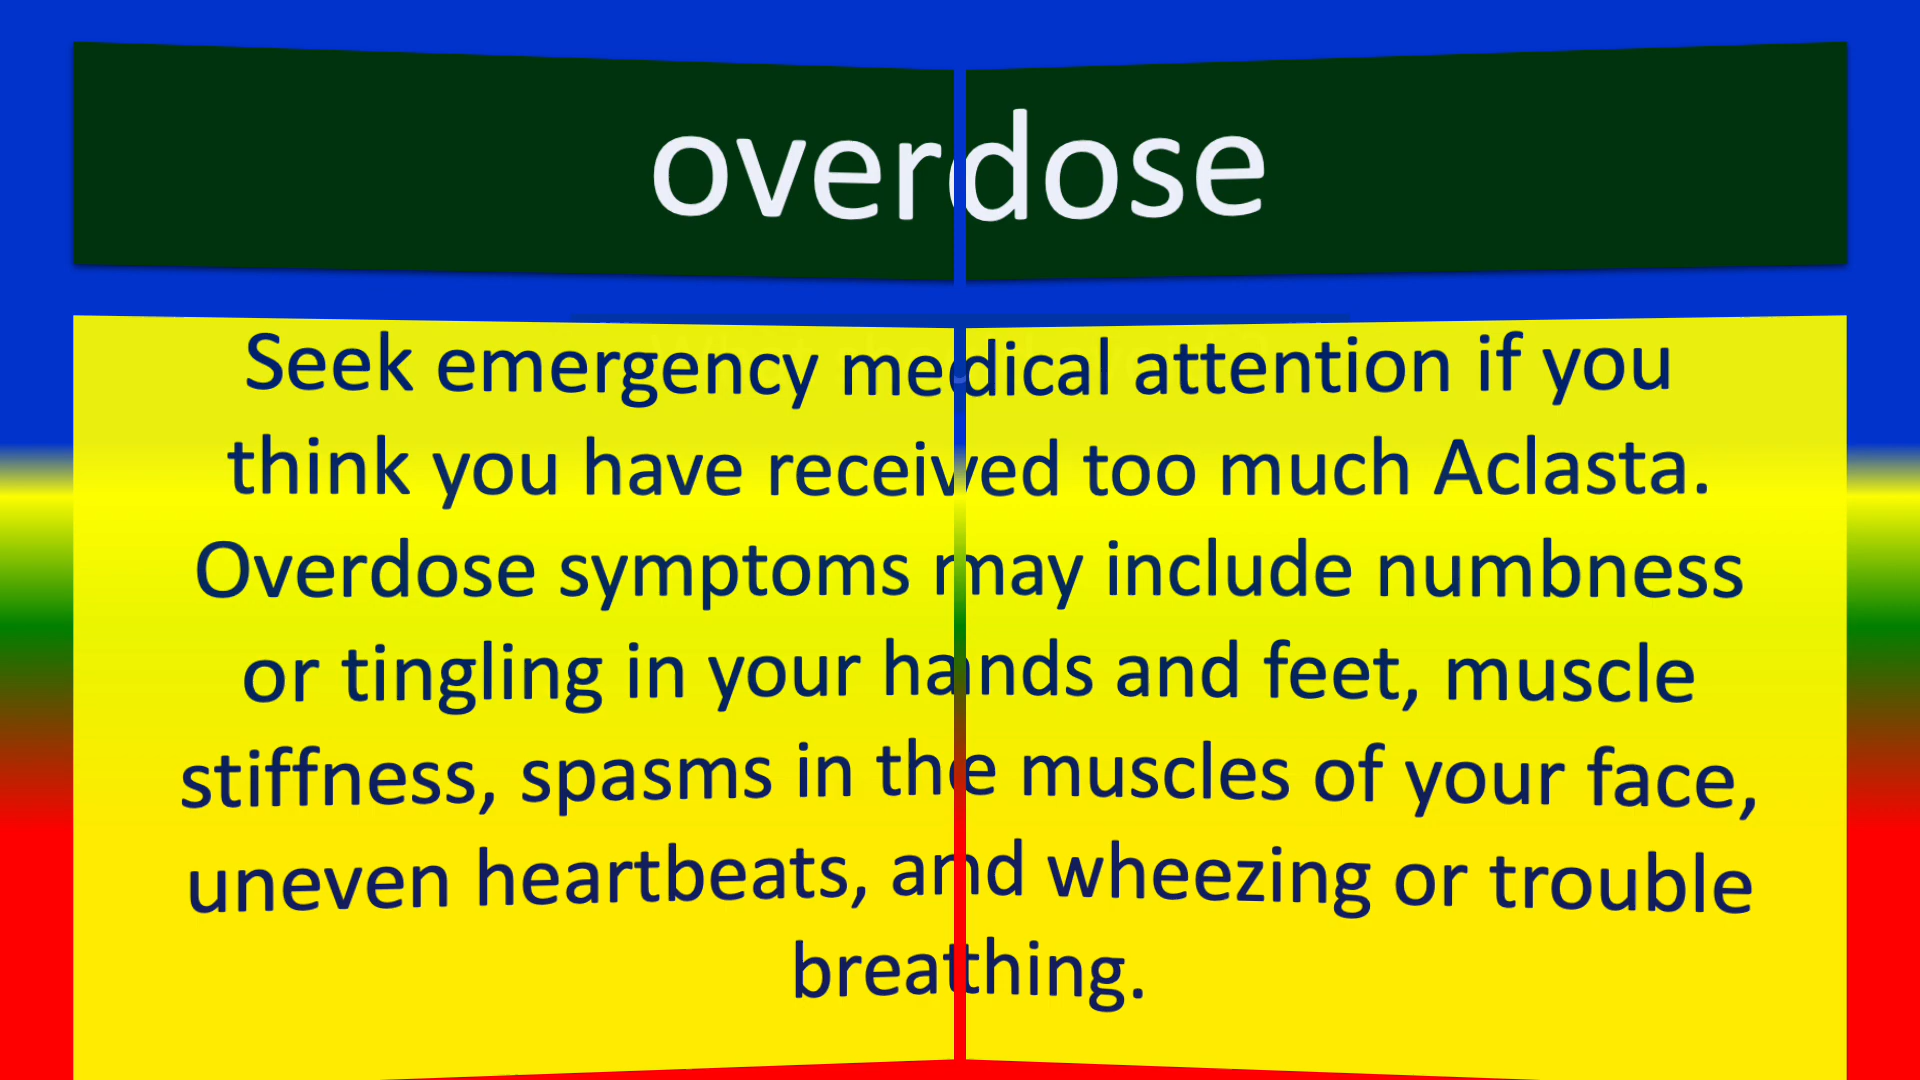 overdose
Seek emergency medical attention if you
think you have received too much Aclasta.
Overdose symptoms may include numbness
or tingling in your hands and feet, muscle
stiffness, spasms in the muscles of your face,
uneven heartbeats, and wheezing or trouble
breathing.